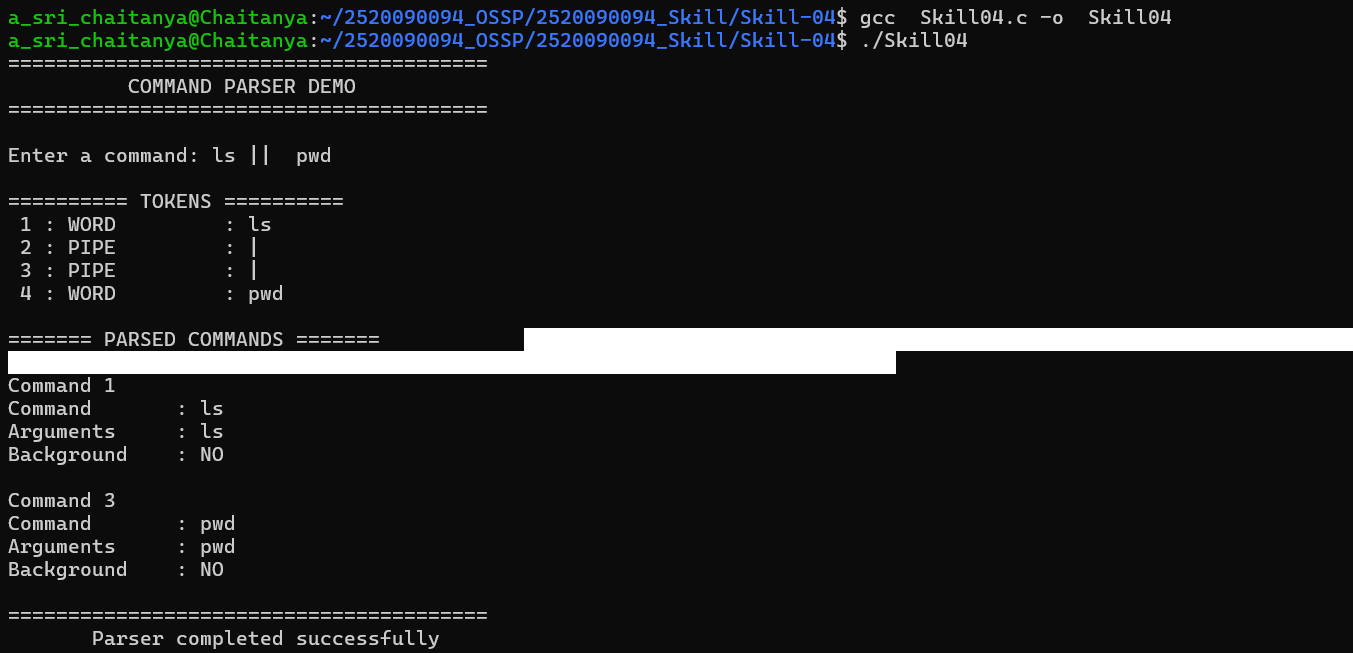 a_sri_chaitanya@Chaitanya:~/2520090094_OSSP/2520090094_Skill/Skill-04$ gcc  Skill04.c -o  Skill04
a_sri_chaitanya@Chaitanya:~/2520090094_OSSP/2520090094_Skill/Skill-04$ ./Skill04
========================================
          COMMAND PARSER DEMO
========================================

Enter a command: ls ||  pwd

========== TOKENS ==========
 1 : WORD         : ls
 2 : PIPE         : |
 3 : PIPE         : |
 4 : WORD         : pwd

======= PARSED COMMANDS =======

Command 1
Command       : ls
Arguments     : ls
Background    : NO

Command 3
Command       : pwd
Arguments     : pwd
Background    : NO

========================================
       Parser completed successfully